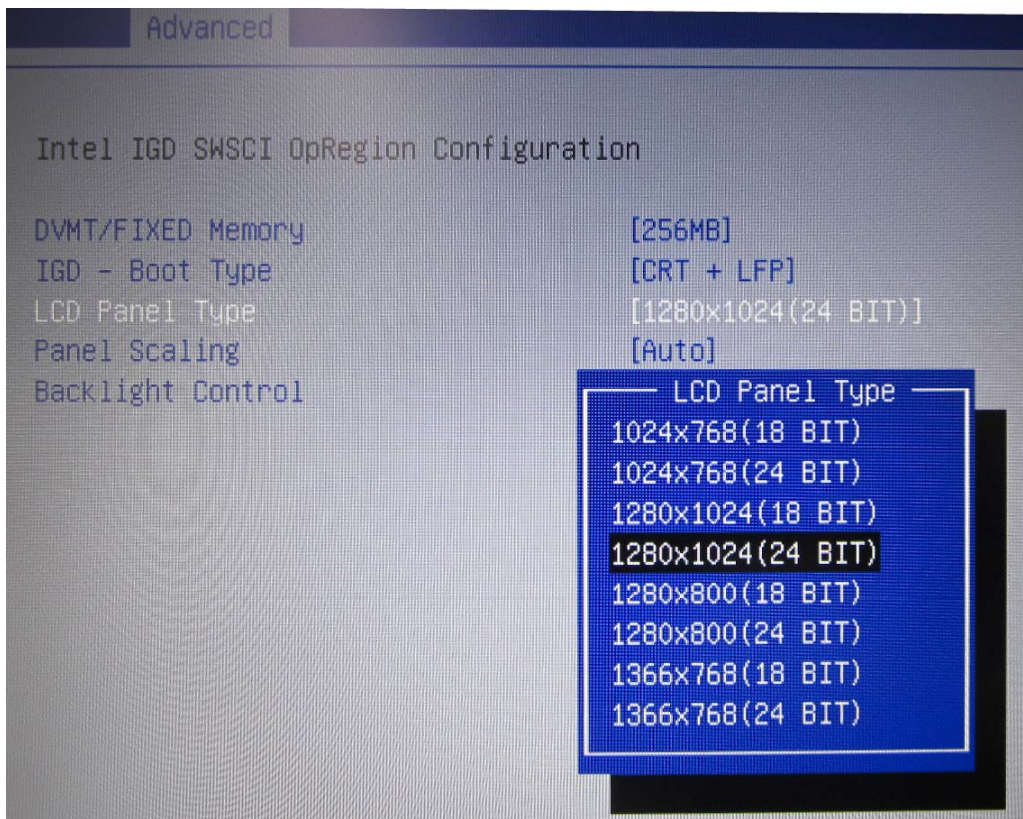 Advanced
Intel IGD SWSCI OpRegion Configuration
DVMT/FIXED Memory [256MB]
IGD - Boot Type [CRT + LFP]
LCD Panel Type [1280x1024(24 BIT)]
Panel Scaling [Auto]
Backlight Control
LCD Panel Type
1024x768(18 BIT)
1024x768(24 BIT)
1280x1024(18 BIT)
1280x1024(24 BIT)
1280x800(18 BIT)
1280x800(24 BIT)
1366x768(18 BIT)
1366x768(24 BIT)